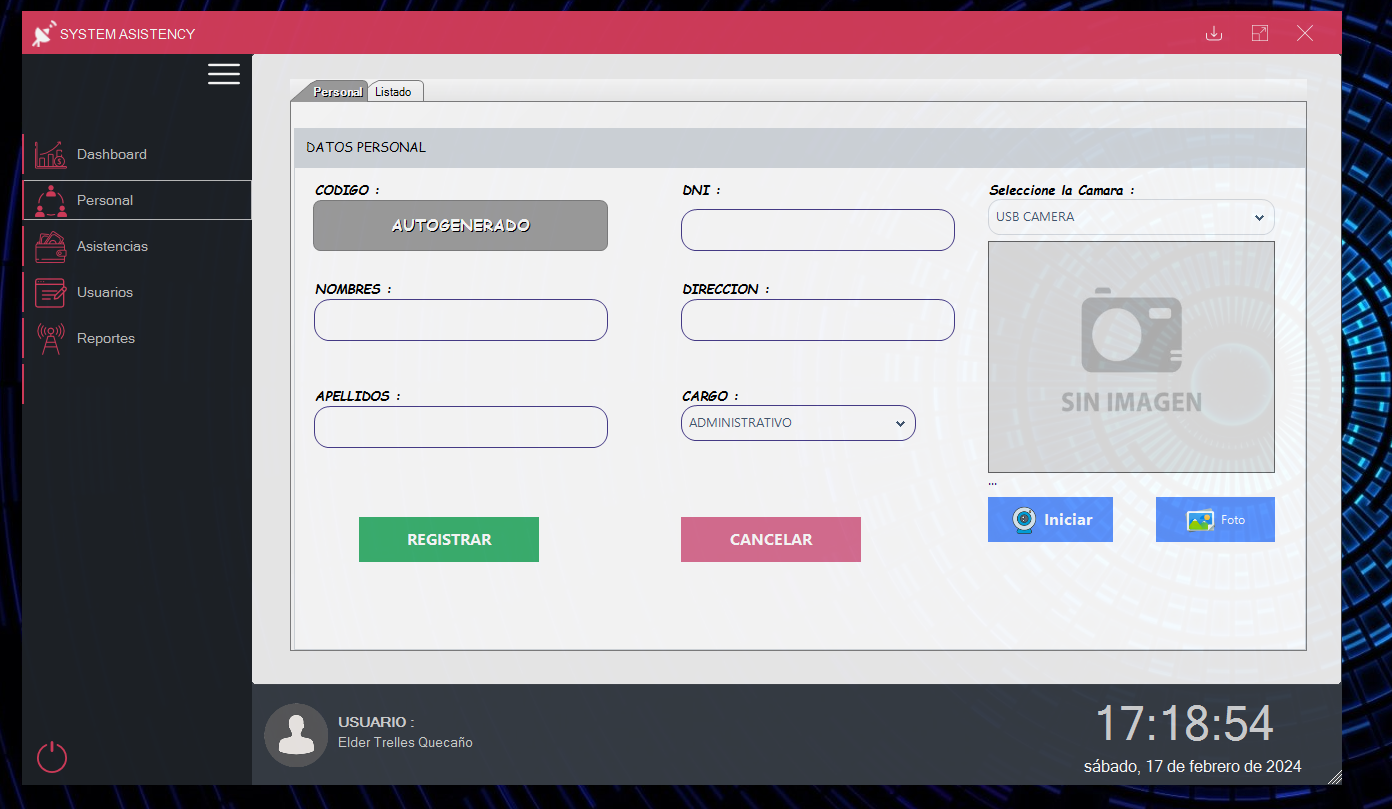 SYSTEM ASISTENCY
Dashboard
Personal
Asistencias
Usuarios
Reportes
Personal
Listado
DATOS PERSONAL
CODIGO :
AUTOGENERADO
DNI :
Seleccione la Camara :
USB CAMERA
NOMBRES :
DIRECCION :
SIN IMAGEN
APELLIDOS :
CARGO :
ADMINISTRATIVO
...
REGISTRAR
CANCELAR
Iniciar
Foto
USUARIO :
Elder Trelles Quecaño
17:18:54
sábado, 17 de febrero de 2024